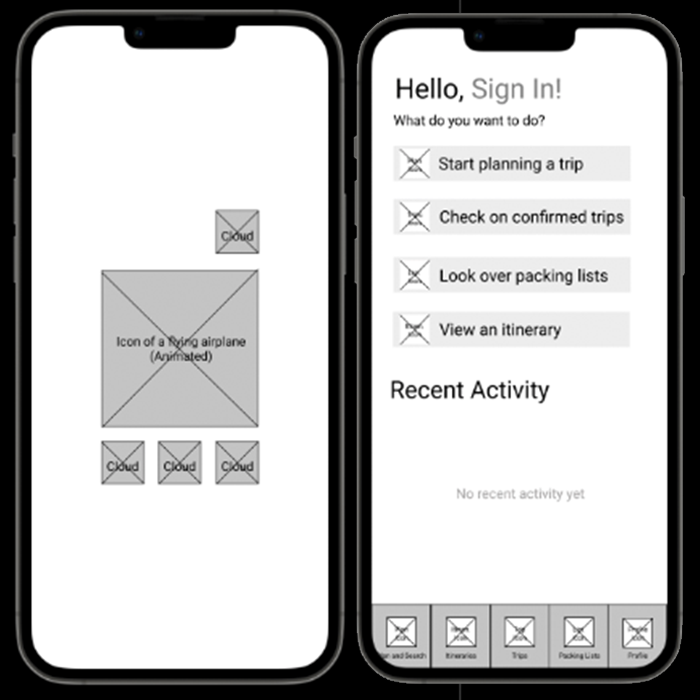 Cloud
Icon of a flying airplane
(Animated)
Cloud Cloud Cloud
Hello, Sign In!
What do you want to do?
Start planning a trip
Check on confirmed trips
Look over packing lists
View an itinerary
Recent Activity
No recent activity yet
and Search Itineraries Trips Packing Lists Profile